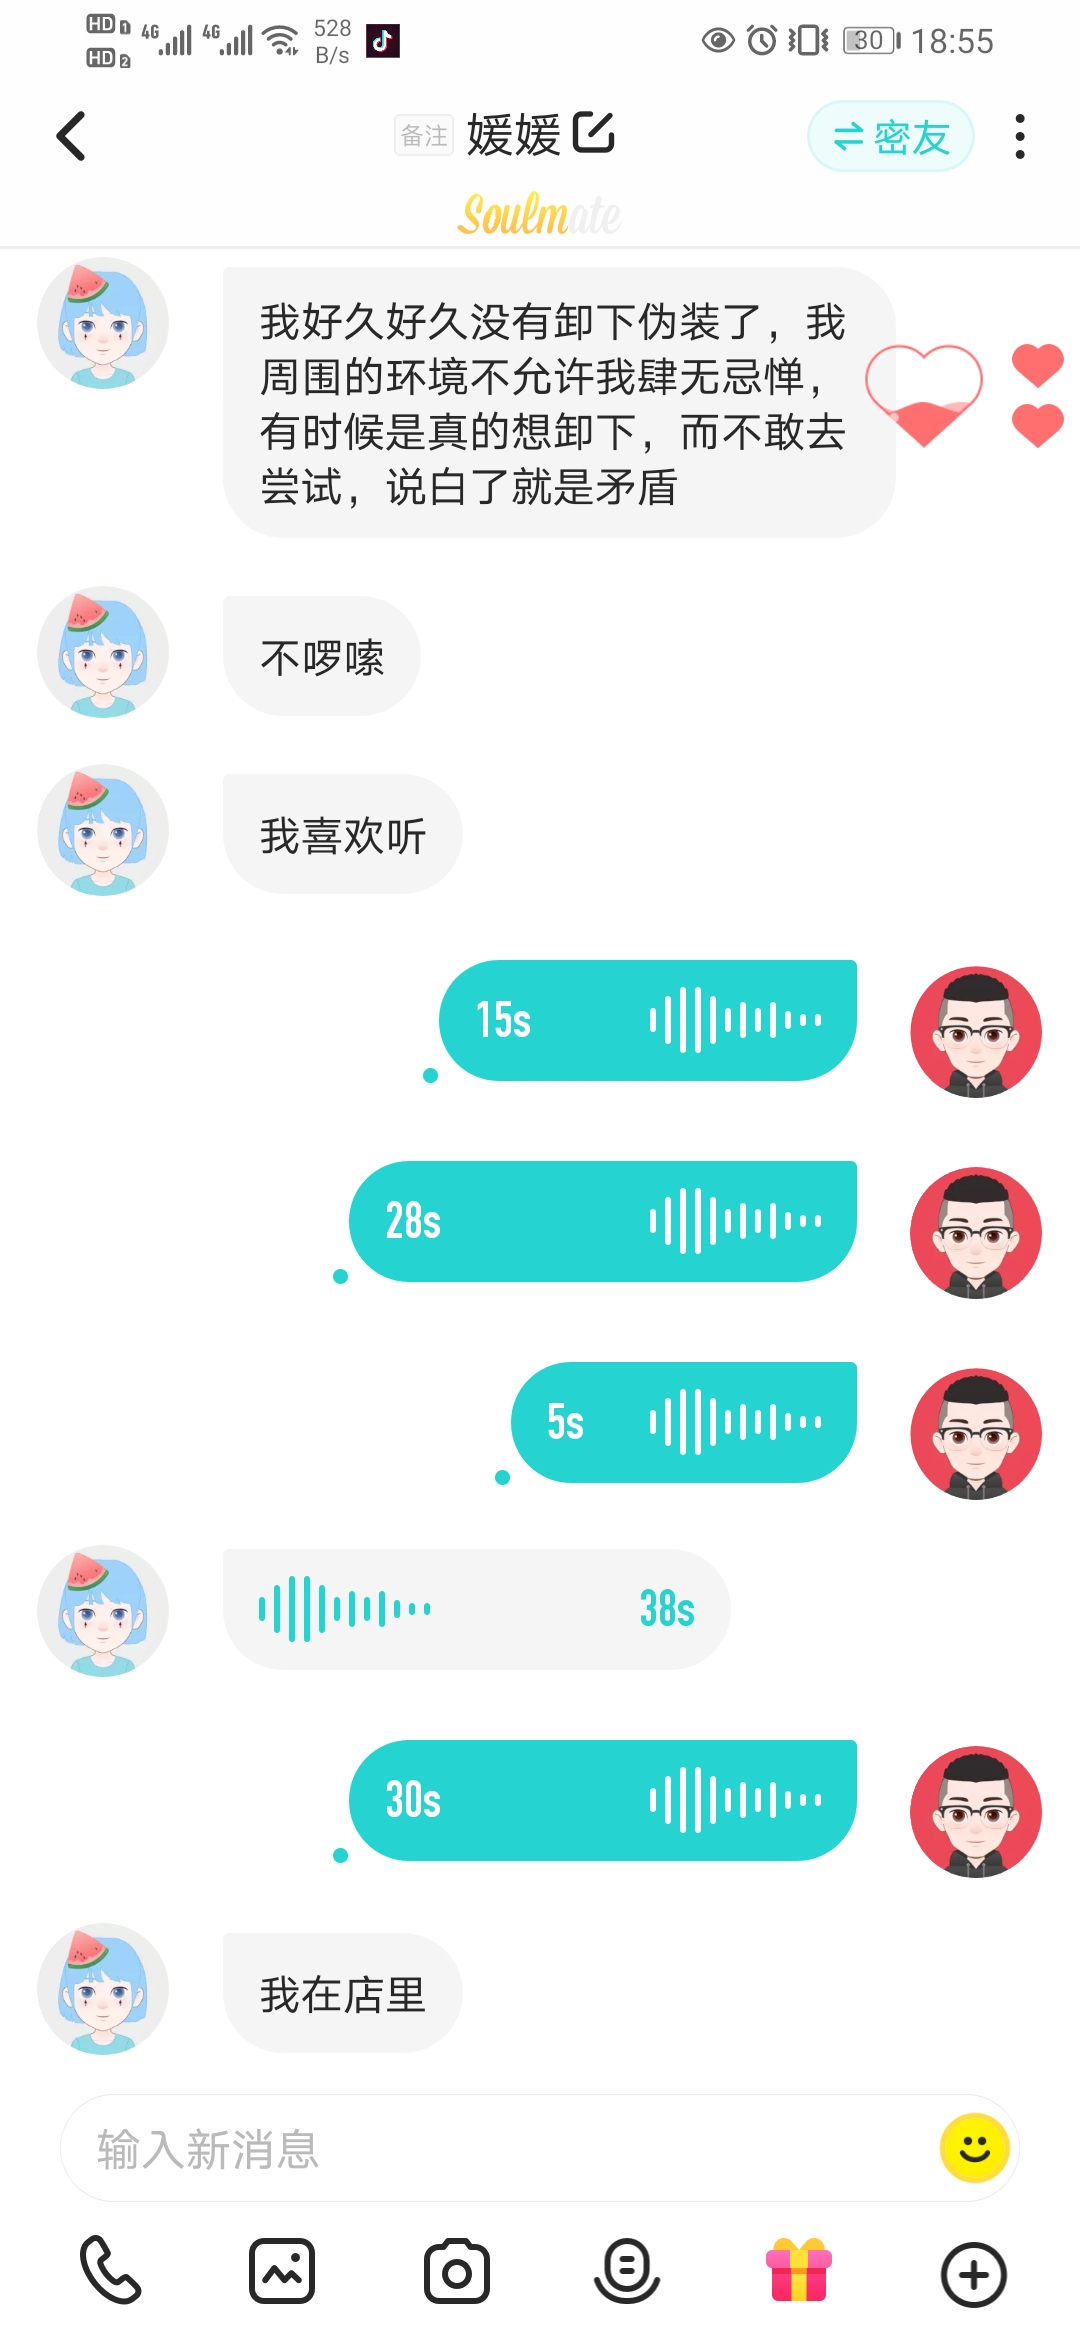 HD 1 4G 4G 528 30 18:55
HD 2 B/s
备注 媛媛 密友
Soulmate
我好久好久没有卸下伪装了，我
周围的环境不允许我肆无忌惮，
有时候是真的想卸下，而不敢去
尝试，说白了就是矛盾
不啰嗦
我喜欢听
15s
28s
5s
38s
30s
我在店里
输入新消息